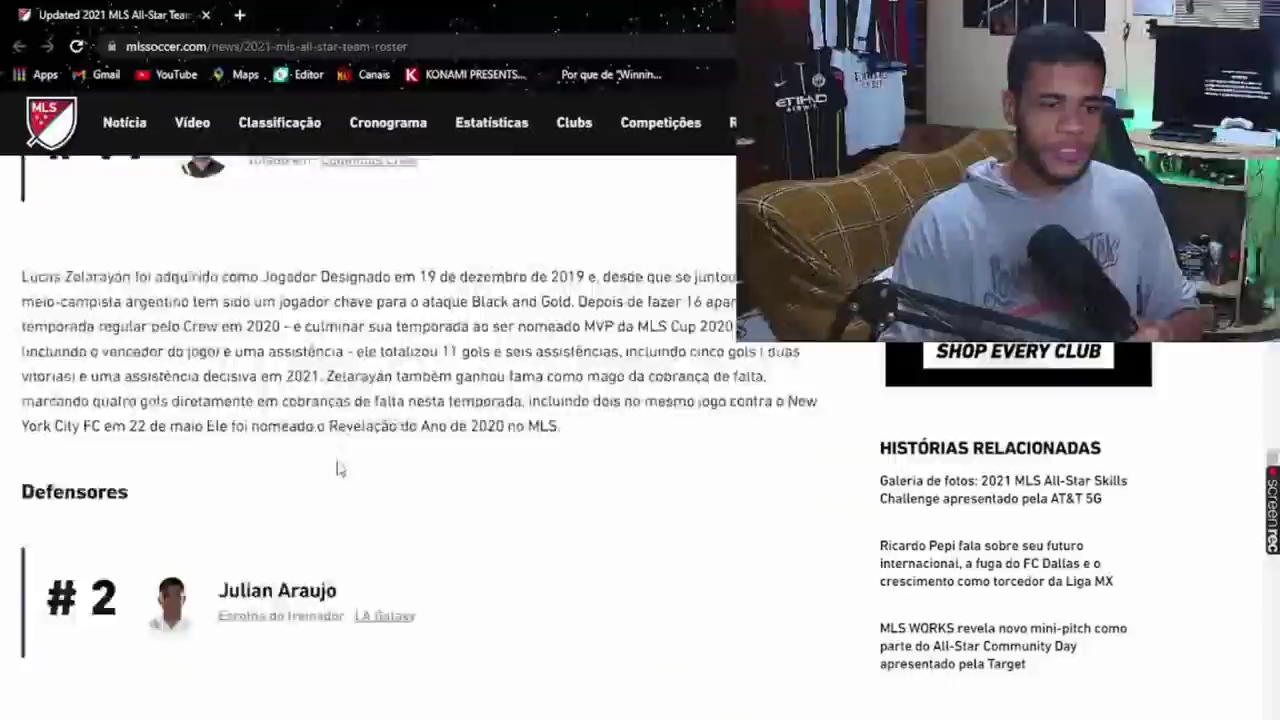 Updated 2021 MLS All-Star Tea
mlssoccer.com/news/2021-mls-all-star-team-roster
Apps Gmail YouTube Maps Editor Canais KONAMI PRESENTS... Por que de "Winnin...
MLS
Notícia Vídeo Classificação Cronograma Estatísticas Clubs Competições R
Columbus Crew
Lucas Zelarayán foi adquirido como Jogador Designado em 19 de dezembro de 2019 e, desde que se juntou
meio-campista argentino tem sido um jogador chave para o ataque Black and Gold. Depois de fazer 16 apar
temporada regular pelo Crew em 2020 - e culminar sua temporada ao ser nomeado MVP da MLS Cup 2020
(incluindo o vencedor do jogo) e uma assistência - ele totalizou 11 gols e seis assistências, incluindo cinco gols ( duas
vitórias) e uma assistência decisiva em 2021. Zelarayán também ganhou fama como mago da cobrança de falta,
marcando quatro gols diretamente em cobranças de falta nesta temporada, incluindo dois no mesmo jogo contra o New
York City FC em 22 de maio Ele foi nomeado o Revelação do Ano de 2020 no MLS.
Defensores
# 2
Julian Araujo
Escolha do treinador LA Galaxy
ETIHAD
SHOP EVERY CLUB
HISTÓRIAS RELACIONADAS
Galeria de fotos: 2021 MLS All-Star Skills
Challenge apresentado pela AT&T 5G
Ricardo Pepi fala sobre seu futuro
internacional, a fuga do FC Dallas e o
crescimento como torcedor da Liga MX
MLS WORKS revela novo mini-pitch como
parte do All-Star Community Day
apresentado pela Target
screenrec